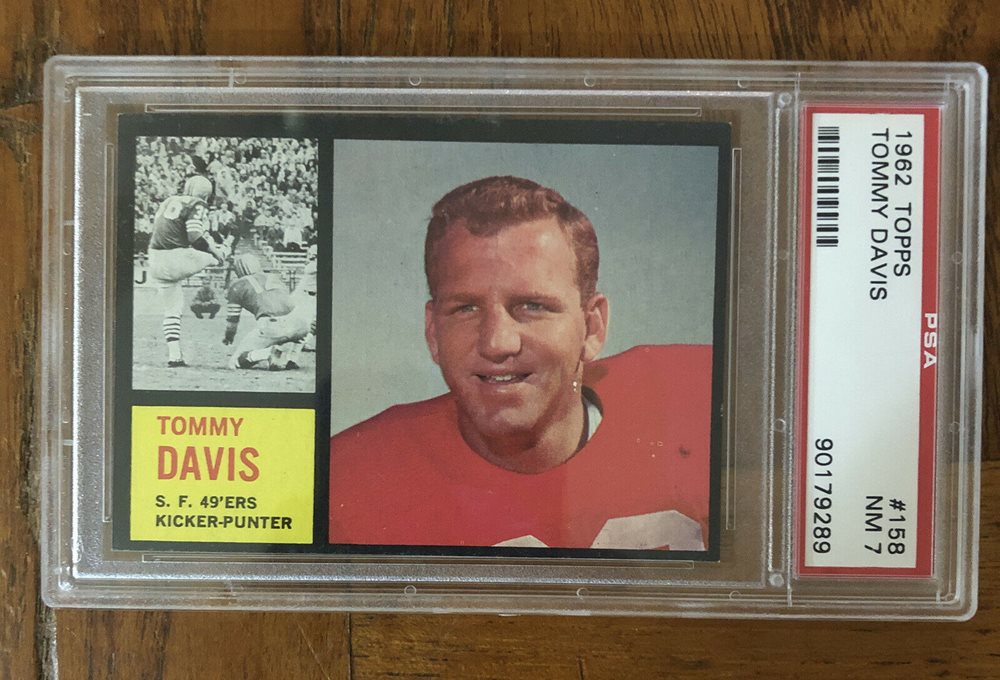 TOMMY
DAVIS
S. F. 49'ERS
KICKER-PUNTER
PSA
1962 TOPPS #158
TOMMY DAVIS NM 7
90179289